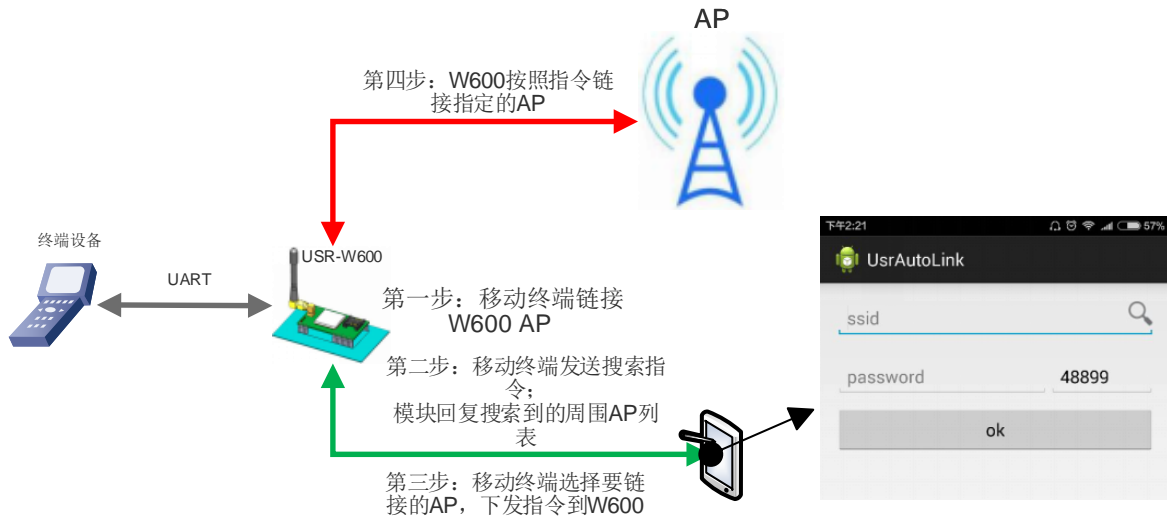 AP
第四步：W600按照指令链
接指定的AP
终端设备
UART
USR-W600
第一步：移动终端链接
W600 AP
第二步：移动终端发送搜索指
令；
模块回复搜索到的周围AP列
表
第三步：移动终端选择要链
接的AP，下发指令到W600
下午2:21
57%
UsrAutoLink
ssid
password
48899
ok